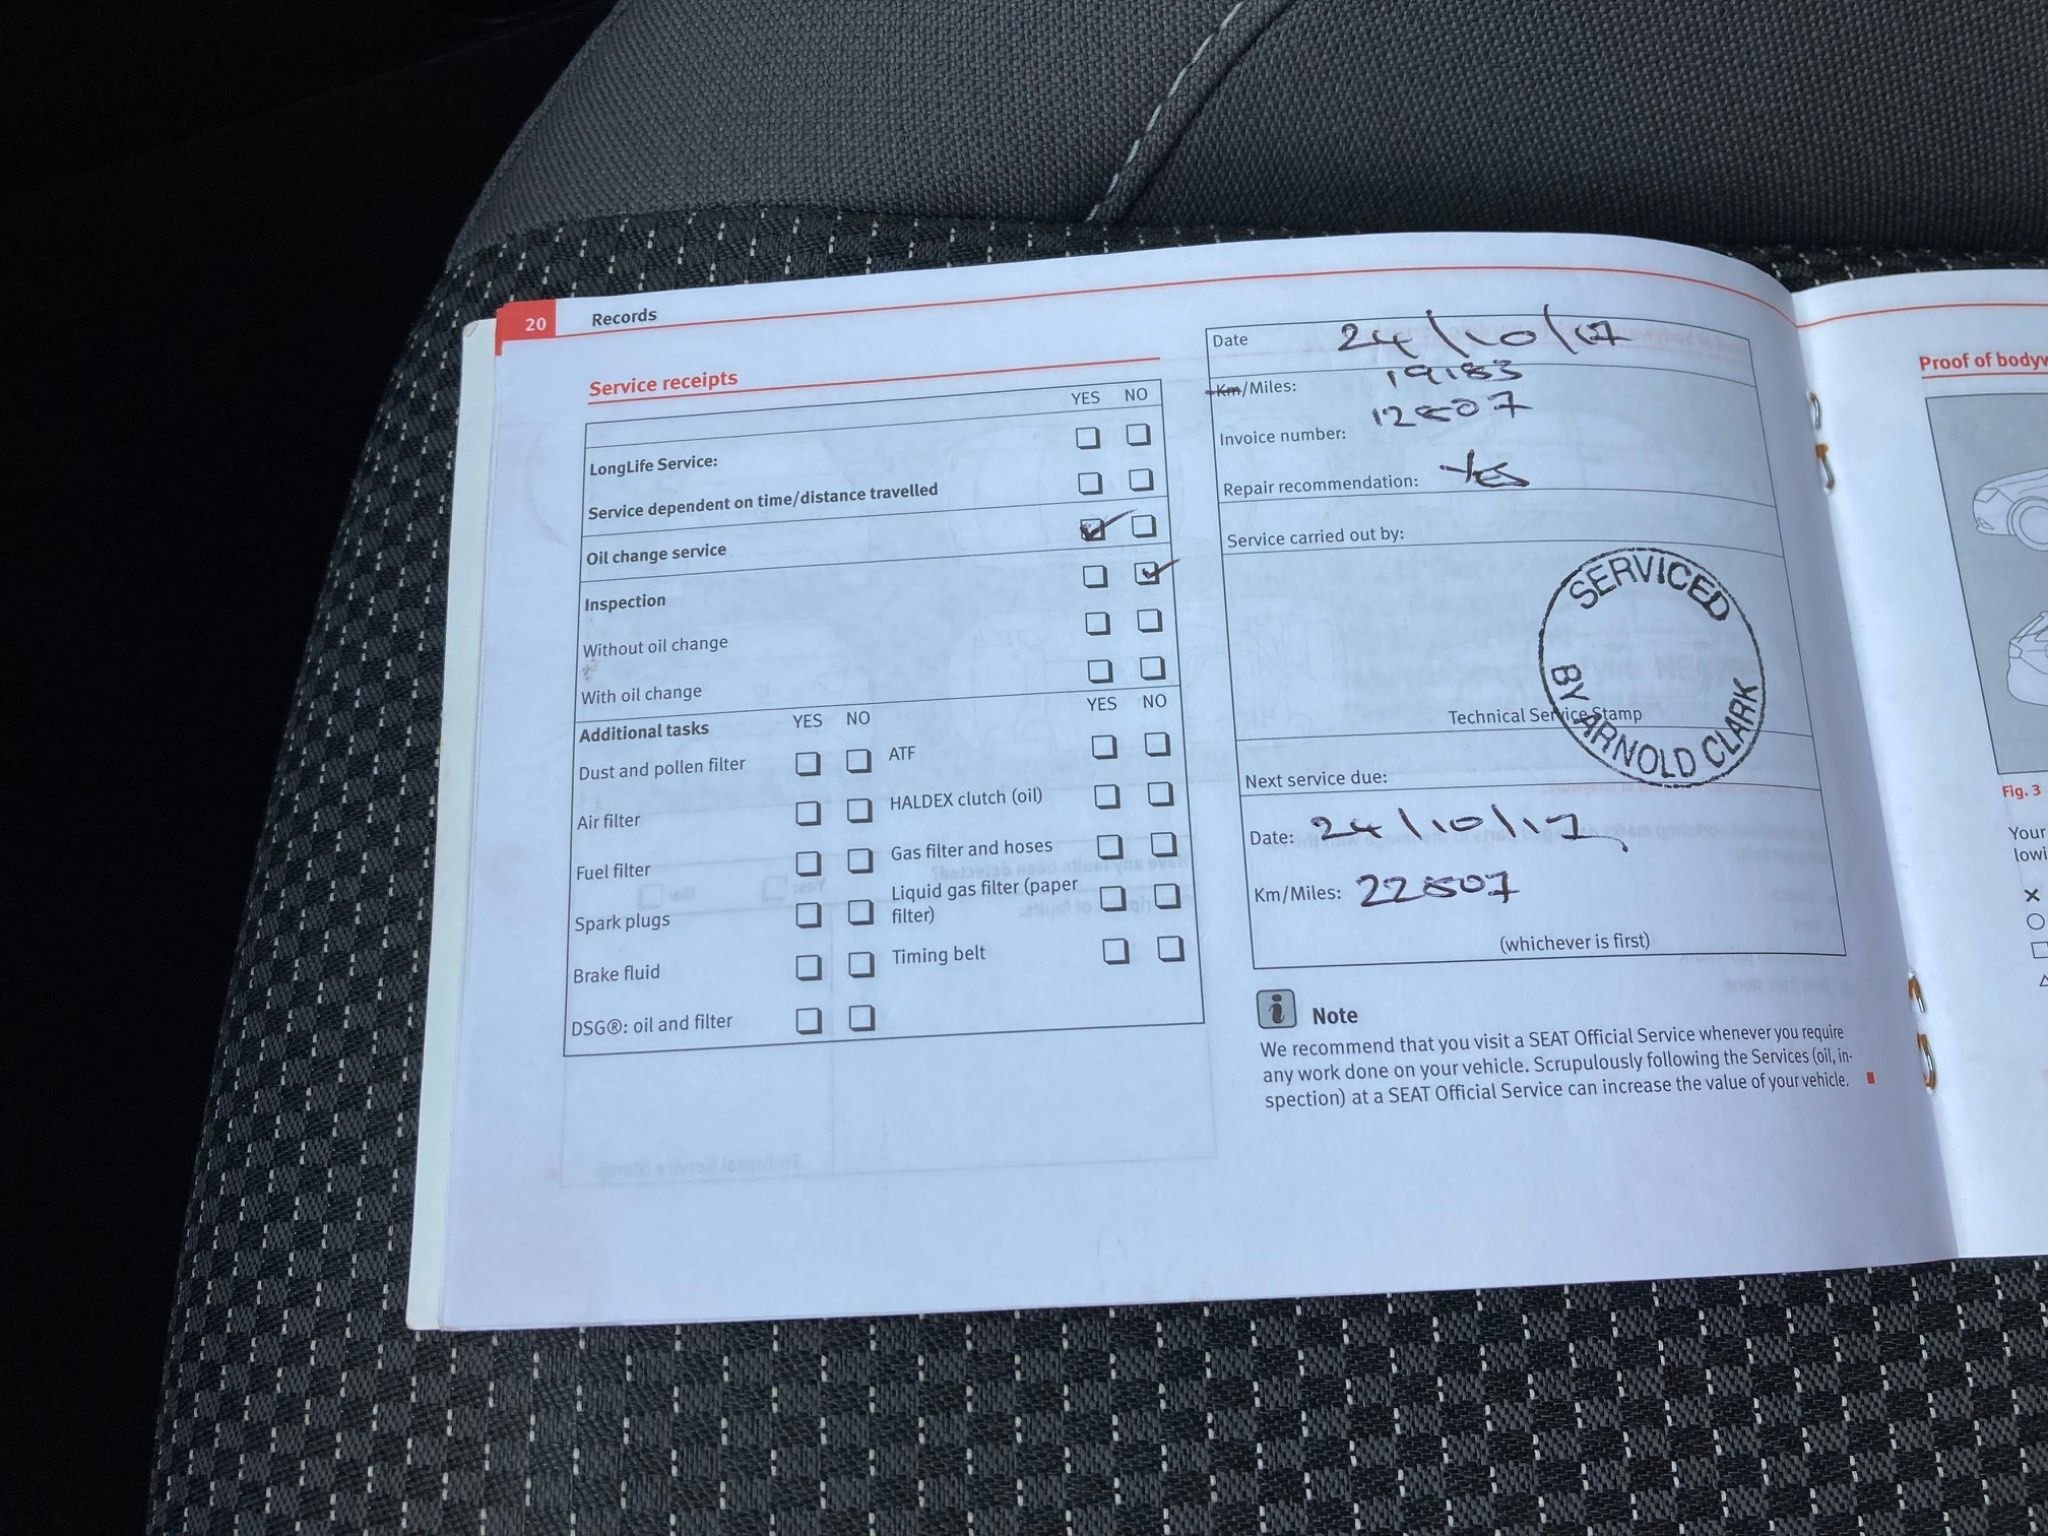 20 Records
Service receipts
YES NO
LongLife Service:
Service dependent on time/distance travelled
Oil change service
Inspection
Without oil change
With oil change
Additional tasks YES NO YES NO
Dust and pollen filter ATF
Air filter HALDEX clutch (oil)
Fuel filter Gas filter and hoses
Spark plugs Liquid gas filter (paper
filter)
Brake fluid Timing belt
DSG®: oil and filter
Date 24/10/
Km/Miles: 19183
Invoice number:
Repair recommendation: Yes
Service carried out by:
SERVICED
BY ARNOLD CLARK
Technical Service Stamp
Next service due:
Date: 24/10/17
Km/Miles: 22807
(whichever is first)
Note
We recommend that you visit a SEAT Official Service whenever you require
any work done on your vehicle. Scrupulously following the Services (oil, in-
spection) at a SEAT Official Service can increase the value of your vehicle.
Proof of bodyw
Fig. 3
Your
lowi